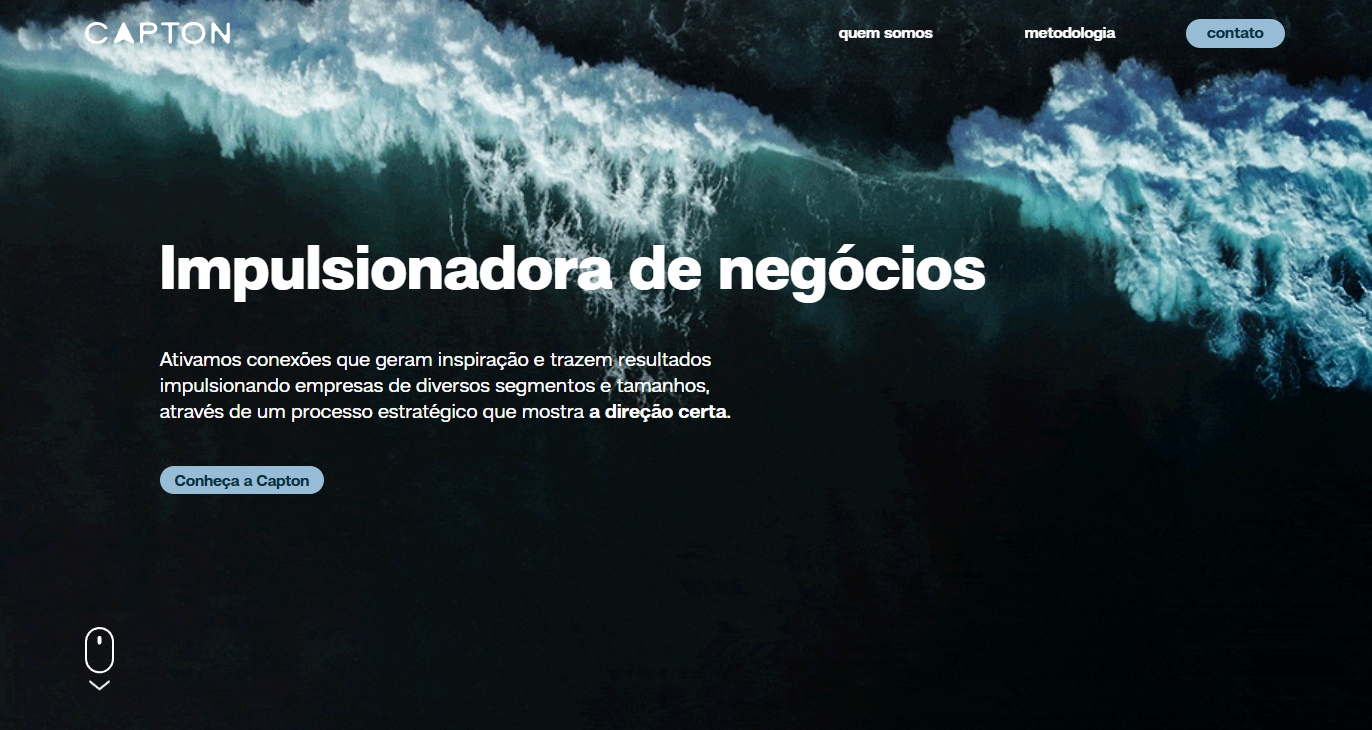 CAPTON
quem somos
metodologia
contato
Impulsionadora de negócios
Ativamos conexões que geram inspiração e trazem resultados
impulsionando empresas de diversos segmentos e tamanhos,
através de um processo estratégico que mostra a direção certa.
Conheça a Capton